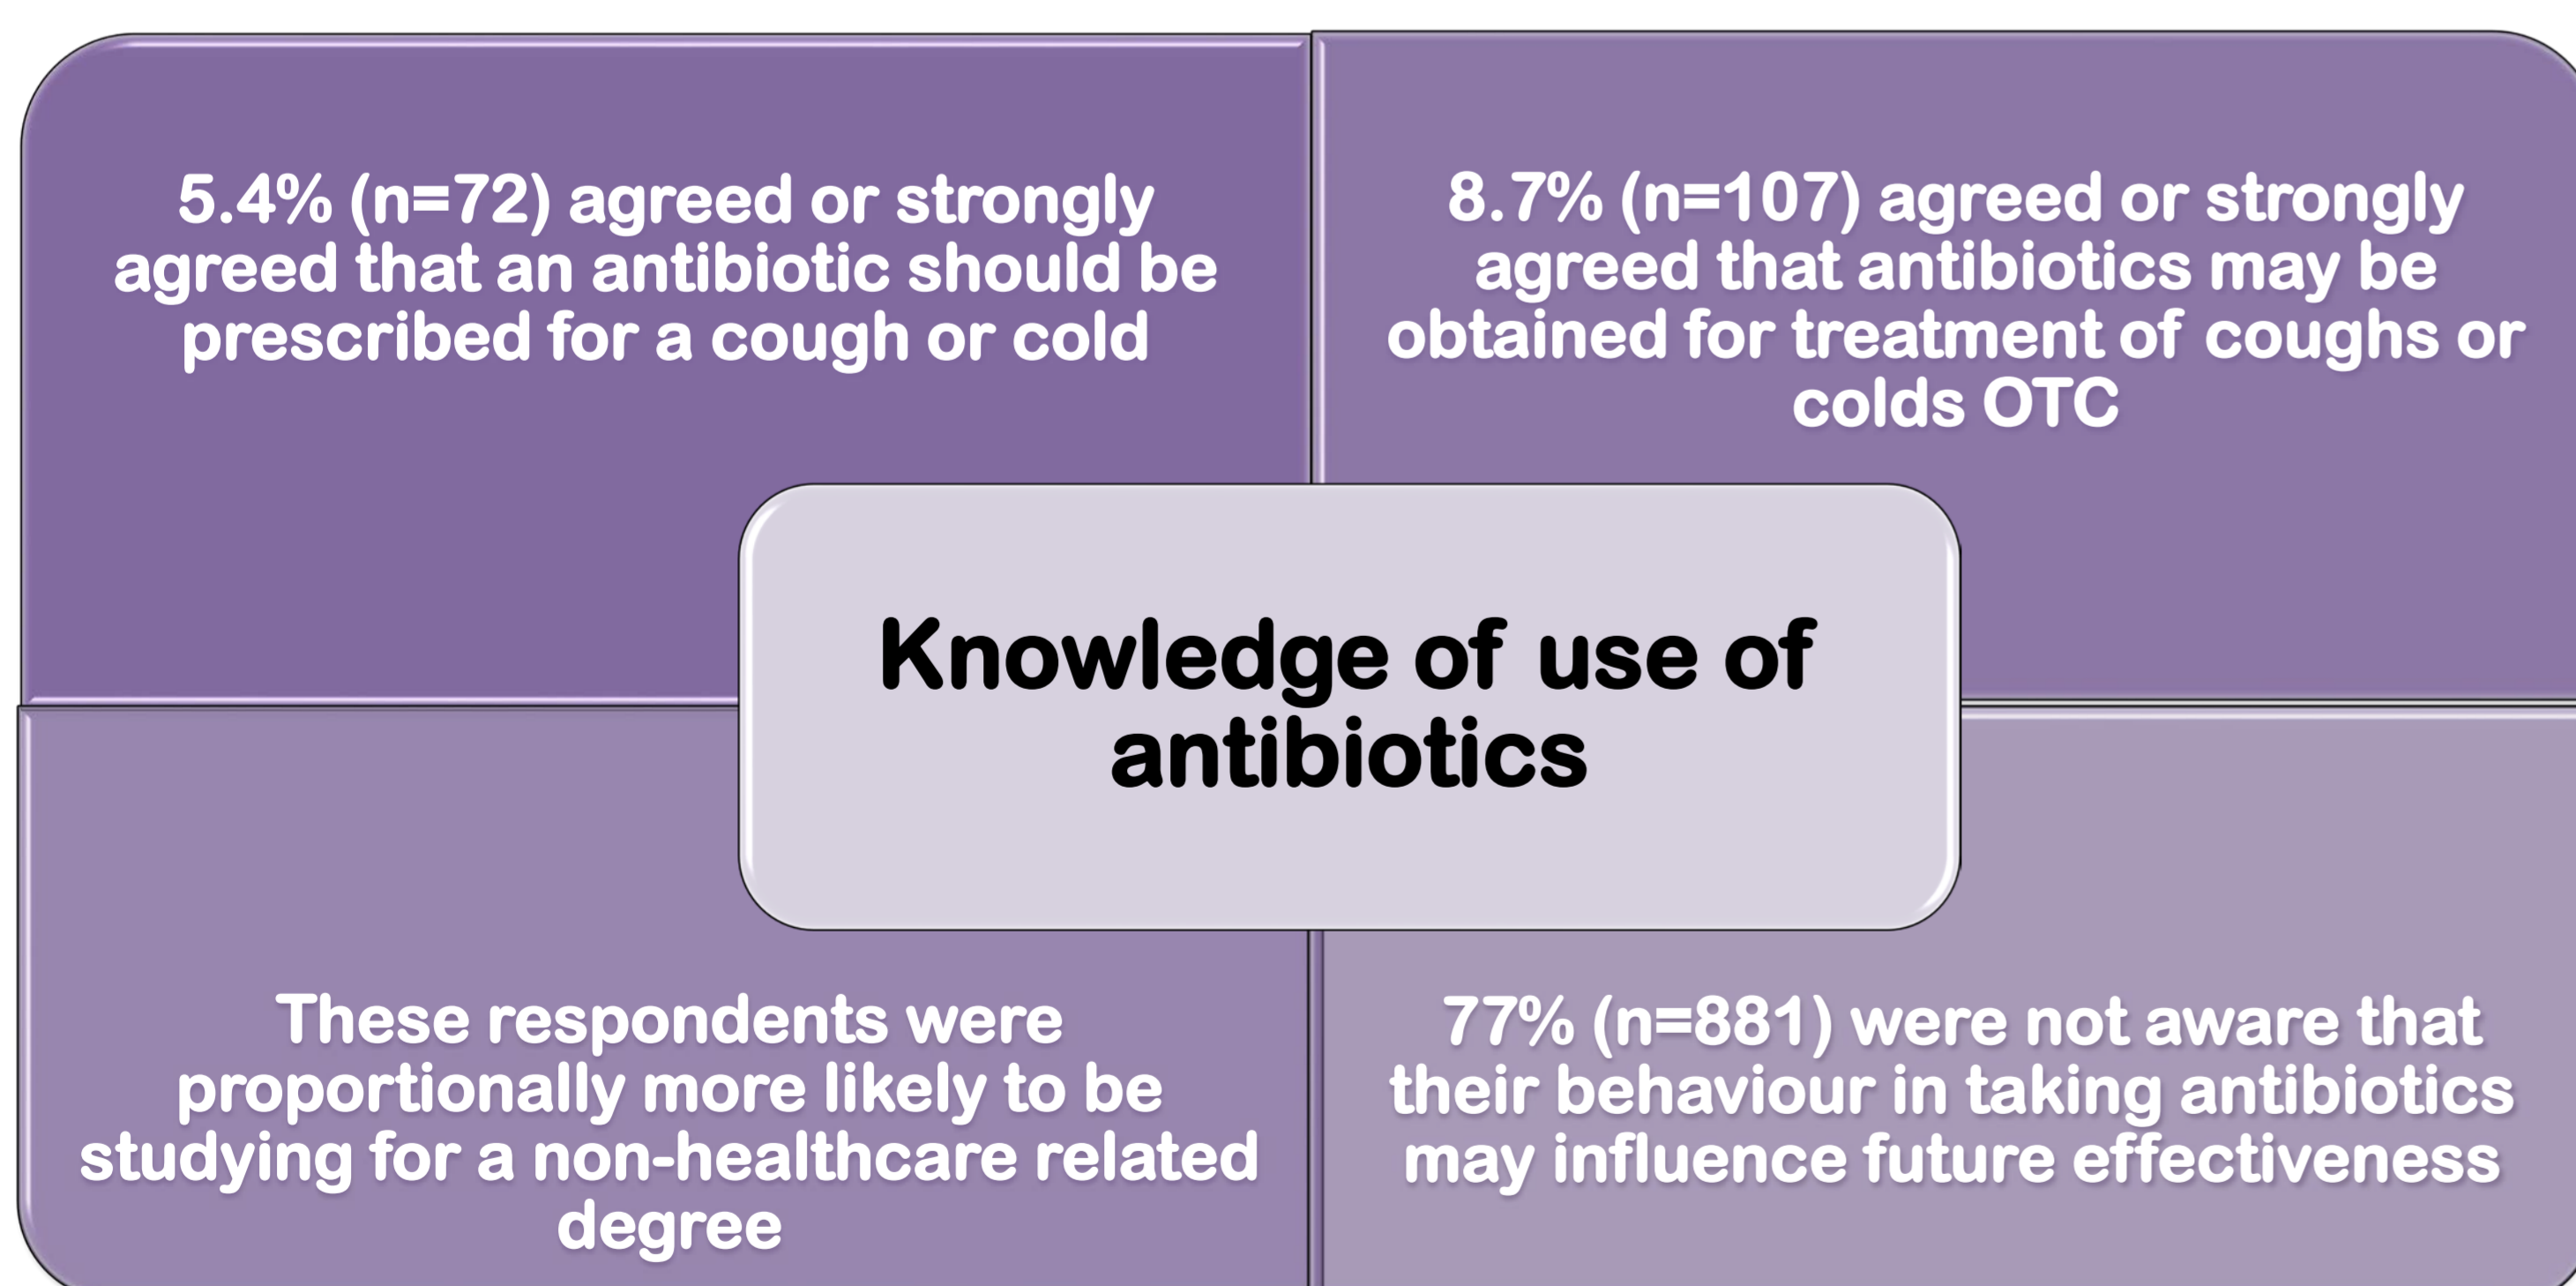 5.4% (n=72) agreed or strongly
agreed that an antibiotic should be
prescribed for a cough or cold
8.7% (n=107) agreed or strongly
agreed that antibiotics may be
obtained for treatment of coughs or
colds OTC
Knowledge of use of
antibiotics
These respondents were
proportionally more likely to be
studying for a non-healthcare related
degree
77% (n=881) were not aware that
their behaviour in taking antibiotics
may influence future effectiveness